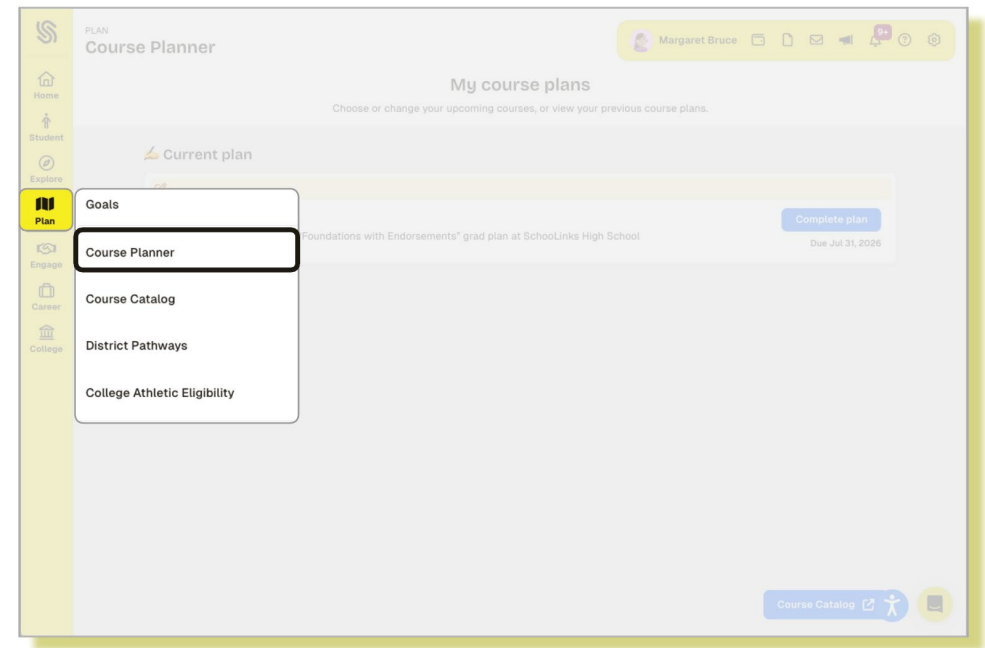 PLAN
Course Planner
Margaret Bruce
9+
My course plans
Choose or change your upcoming courses, or view your previous course plans.
Home
Student
Explore
Plan
Engage
Career
College
✍️ Current plan
Goals
Course Planner
Course Catalog
District Pathways
College Athletic Eligibility
Foundations with Endorsements" grad plan at SchooLinks High School
Complete plan
Due Jul 31, 2026
Course Catalog